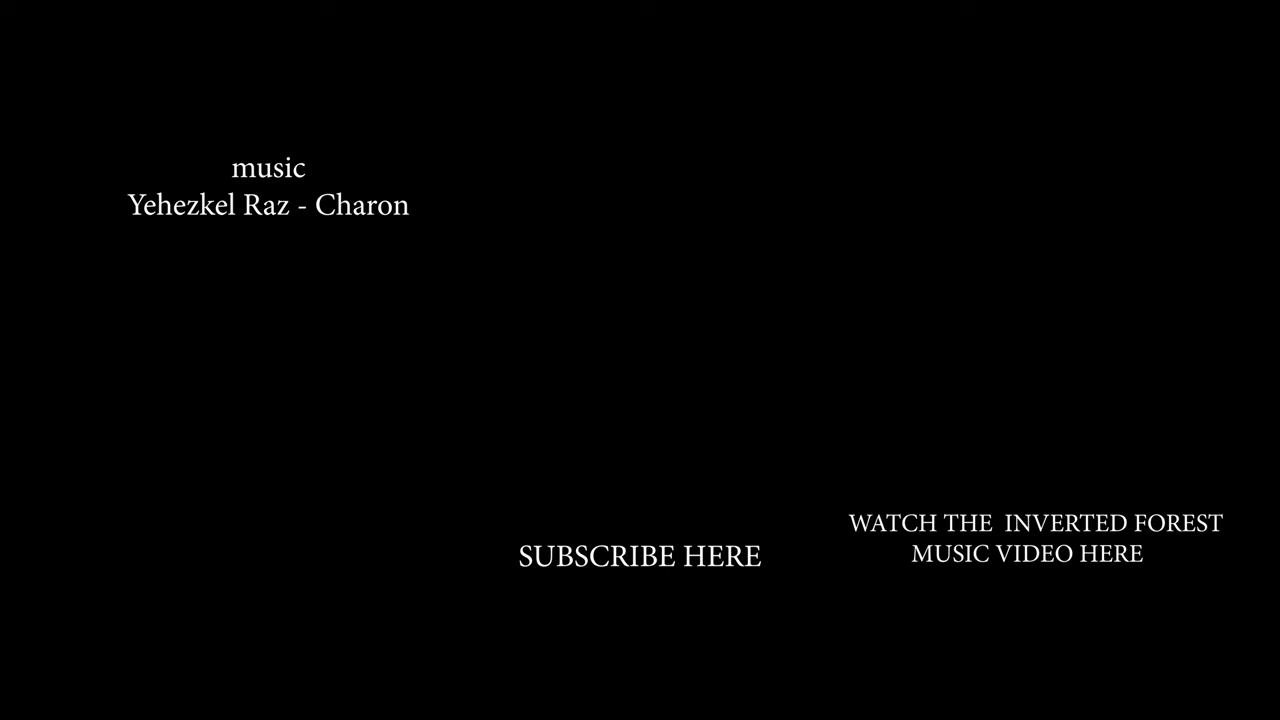 music
Yehezkel Raz - Charon
SUBSCRIBE HERE
WATCH THE  INVERTED FOREST
MUSIC VIDEO HERE